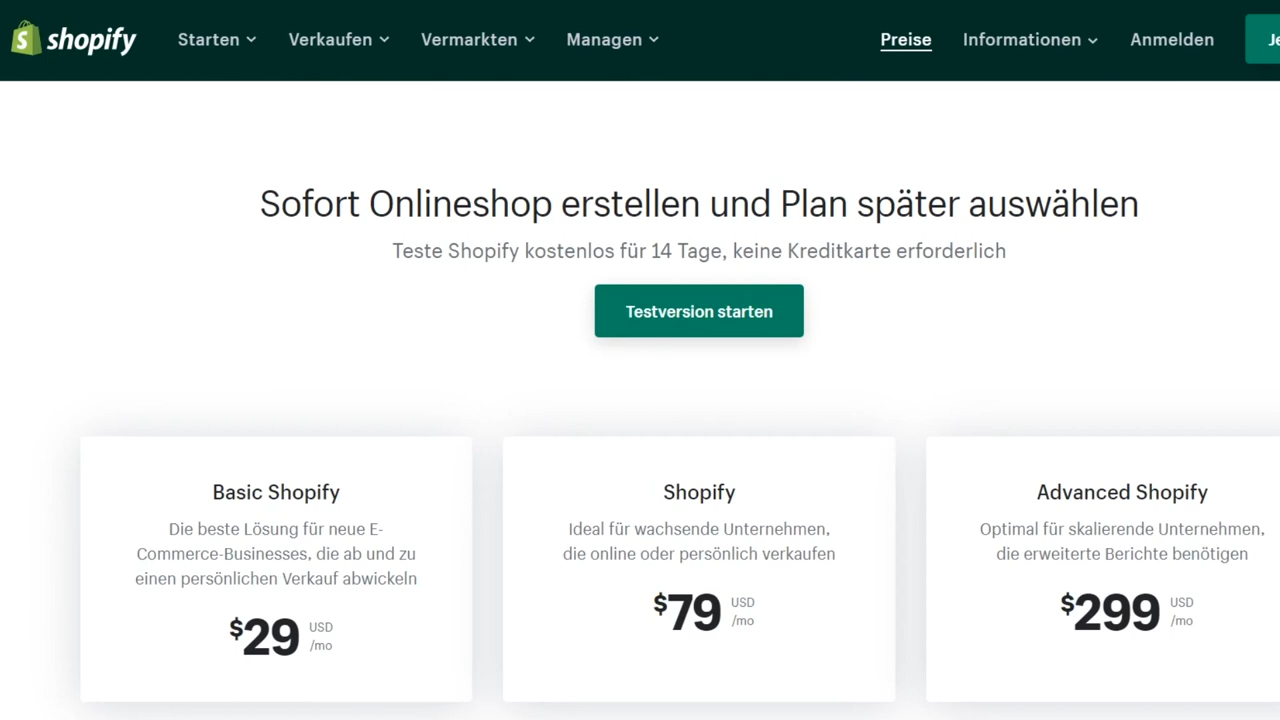 shopify Starten Verkaufen Vermarkten Managen Preise Informationen Anmelden
Sofort Onlineshop erstellen und Plan später auswählen
Teste Shopify kostenlos für 14 Tage, keine Kreditkarte erforderlich
Testversion starten
Basic Shopify
Die beste Lösung für neue E-
Commerce-Businesses, die ab und zu
einen persönlichen Verkauf abwickeln
$29 USD
/mo
Shopify
Ideal für wachsende Unternehmen,
die online oder persönlich verkaufen
$79 USD
/mo
Advanced Shopify
Optimal für skalierende Unternehmen,
die erweiterte Berichte benötigen
$299 USD
/mo